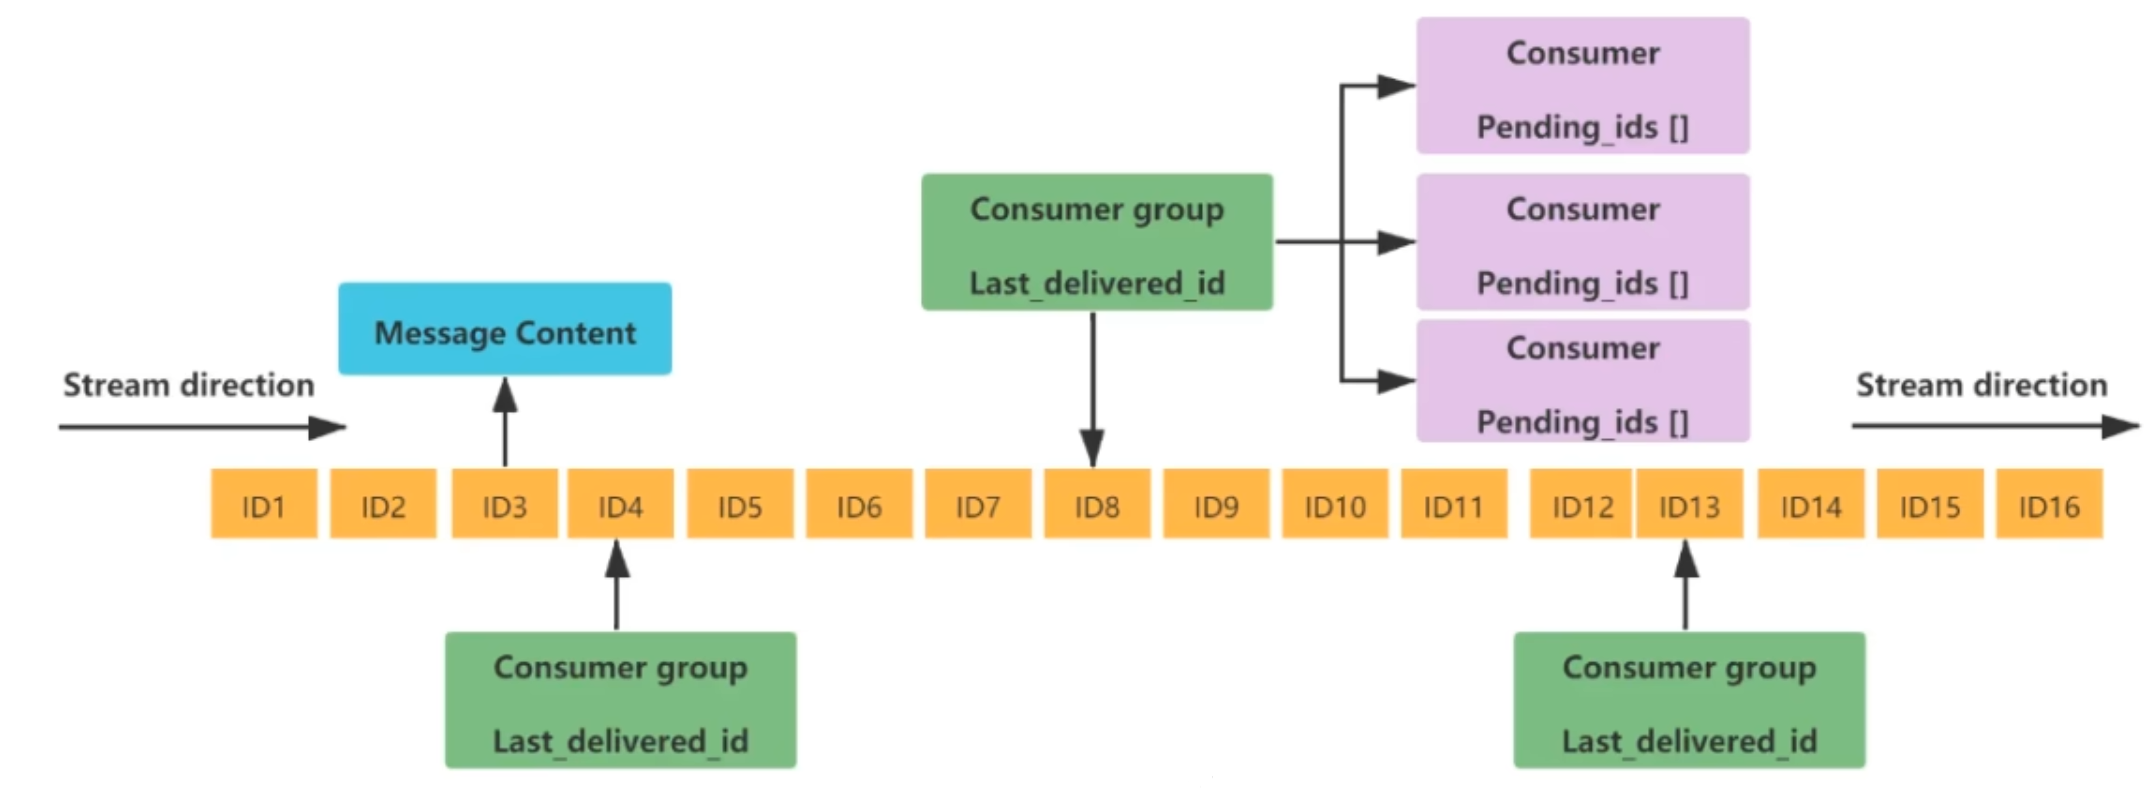 Consumer
Pending_ids []
Consumer group
Last_delivered_id
Consumer
Pending_ids []
Message Content
Consumer
Pending_ids []
Stream direction
Stream direction
ID1 ID2 ID3 ID4 ID5 ID6 ID7 ID8 ID9 ID10 ID11 ID12 ID13 ID14 ID15 ID16
Consumer group
Last_delivered_id
Consumer group
Last_delivered_id